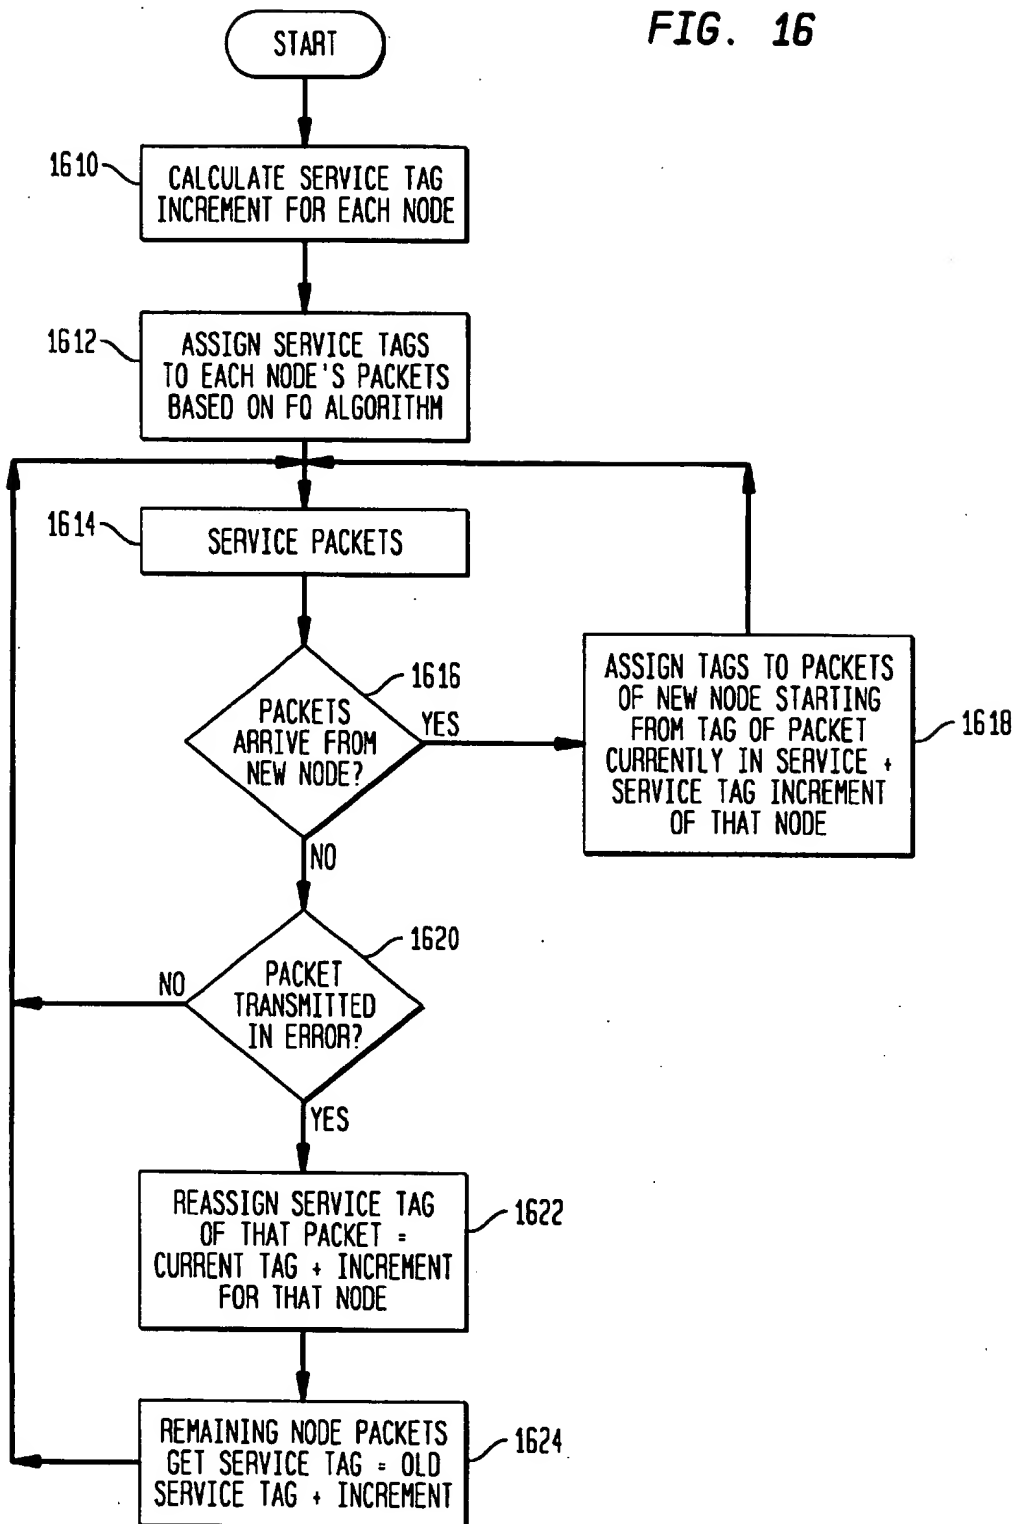 FIG. 16
START
1610
CALCULATE SERVICE TAG
INCREMENT FOR EACH NODE
1612
ASSIGN SERVICE TAGS
TO EACH NODE'S PACKETS
BASED ON FQ ALGORITHM
1614
SERVICE PACKETS
1616
PACKETS
ARRIVE FROM
NEW NODE?
YES
NO
ASSIGN TAGS TO PACKETS
OF NEW NODE STARTING
FROM TAG OF PACKET
CURRENTLY IN SERVICE +
SERVICE TAG INCREMENT
OF THAT NODE
1618
1620
PACKET
TRANSMITTED
IN ERROR?
NO
YES
REASSIGN SERVICE TAG
OF THAT PACKET =
CURRENT TAG + INCREMENT
FOR THAT NODE
1622
REMAINING NODE PACKETS
GET SERVICE TAG = OLD
SERVICE TAG + INCREMENT
1624